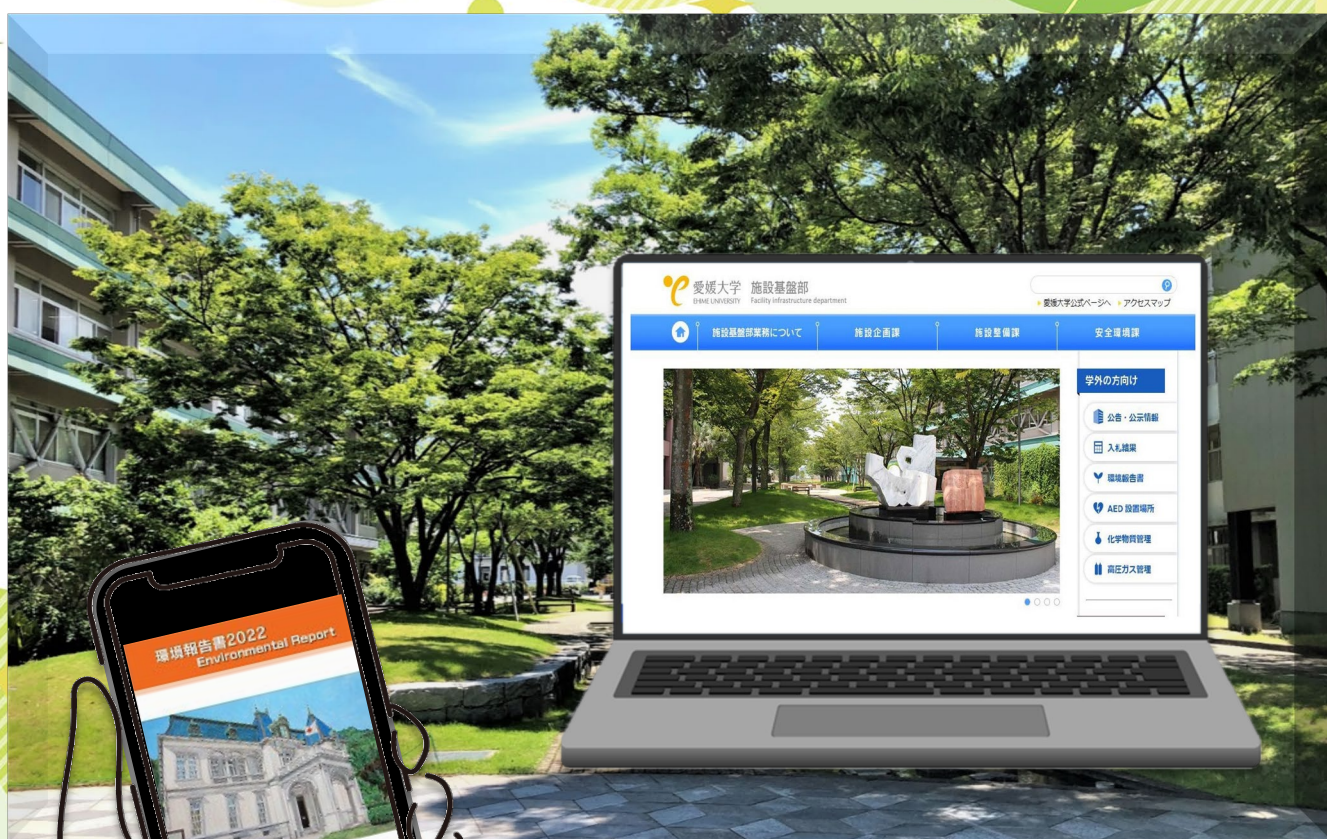 愛媛大学 施設基盤部
EHIME UNIVERSITY Facility infrastructure department
愛媛大学公式ページへ アクセスマップ
施設基盤部業務について 施設企画課 施設整備課 安全環境課
学外の方向け
公告・公示情報
入札結果
環境報告書
AED 設置場所
化学物質管理
高圧ガス管理
環境報告書2022
Environmental Report